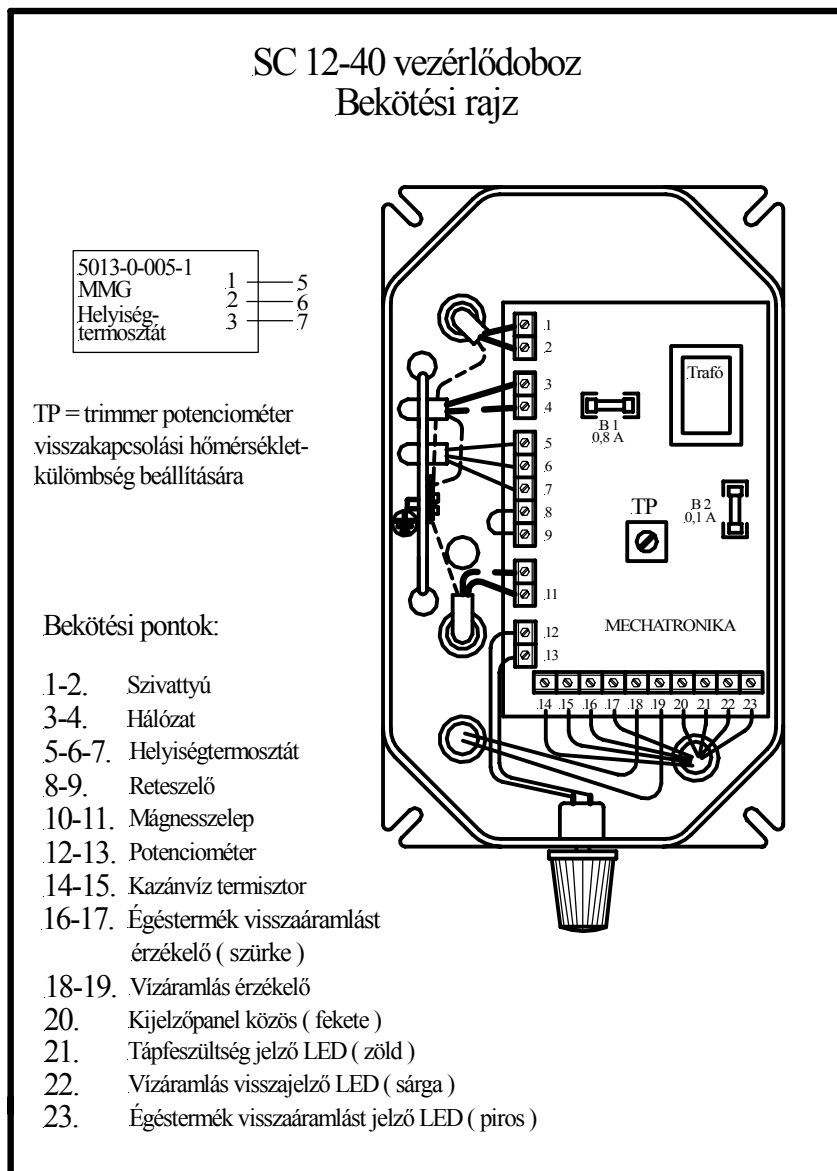 SC 12-40 vezérlődoboz
Bekötési rajz
5013-0-005-1
MMG
Helyiség-
termosztát
1 5
2 6
3 7
TP = trimmer potenciométer
visszakapcsolási hőmérséklet-
külömbség beállítására
1
2
3
4
5
6
7
8
9
11
12
13
Trafó
B 1
0,8 A
B 2
0,1 A
TP
MECHATRONIKA
14 15 16 17 18 19 20 21 22 23
Bekötési pontok:
1-2. Szivattyú
3-4. Hálózat
5-6-7. Helyiségtermosztát
8-9. Reteszelő
10-11. Mágnesszelep
12-13. Potenciométer
14-15. Kazánvíz termisztor
16-17. Égéstermék visszaáramlást
érzékelő ( szürke )
18-19. Vízáramlás érzékelő
20. Kijelzőpanel közös ( fekete )
21. Tápfeszültség jelző LED ( zöld )
22. Vízáramlás visszajelző LED ( sárga )
23. Égéstermék visszaáramlást jelző LED ( piros )